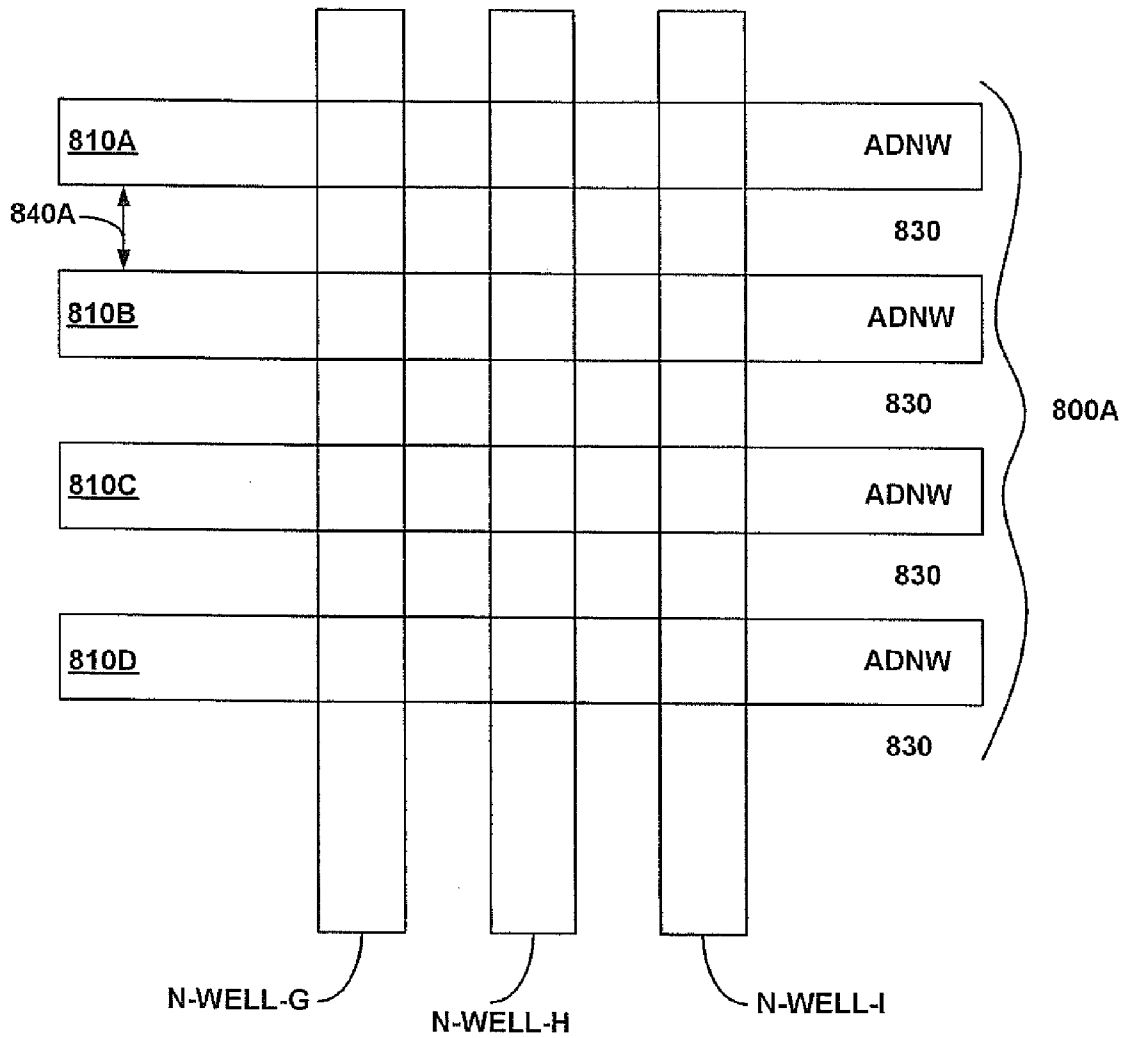 810A ADNW
840A
830
810B ADNW
830
800A
810C ADNW
830
810D ADNW
830
N-WELL-G
N-WELL-H
N-WELL-I